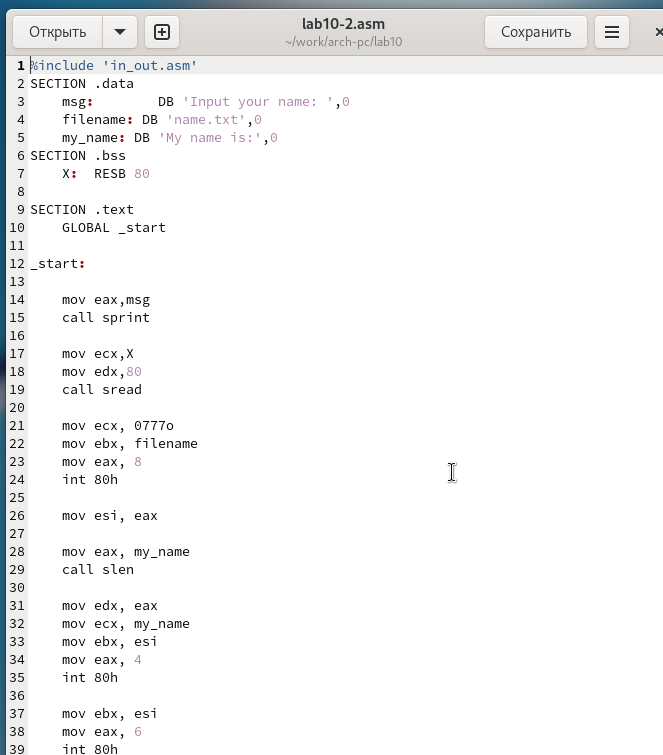 Открыть
lab10-2.asm
~/work/arch-pc/lab10
Сохранить
1 %include 'in_out.asm'
2 SECTION .data
3     msg:        DB 'Input your name: ',0
4     filename: DB 'name.txt',0
5     my_name: DB 'My name is:',0
6 SECTION .bss
7     X:  RESB 80
8
9 SECTION .text
10     GLOBAL _start
11
12 _start:
13
14     mov eax,msg
15     call sprint
16
17     mov ecx,X
18     mov edx,80
19     call sread
20
21     mov ecx, 0777o
22     mov ebx, filename
23     mov eax, 8
24     int 80h
25
26     mov esi, eax
27
28     mov eax, my_name
29     call slen
30
31     mov edx, eax
32     mov ecx, my_name
33     mov ebx, esi
34     mov eax, 4
35     int 80h
36
37     mov ebx, esi
38     mov eax, 6
39     int 80h